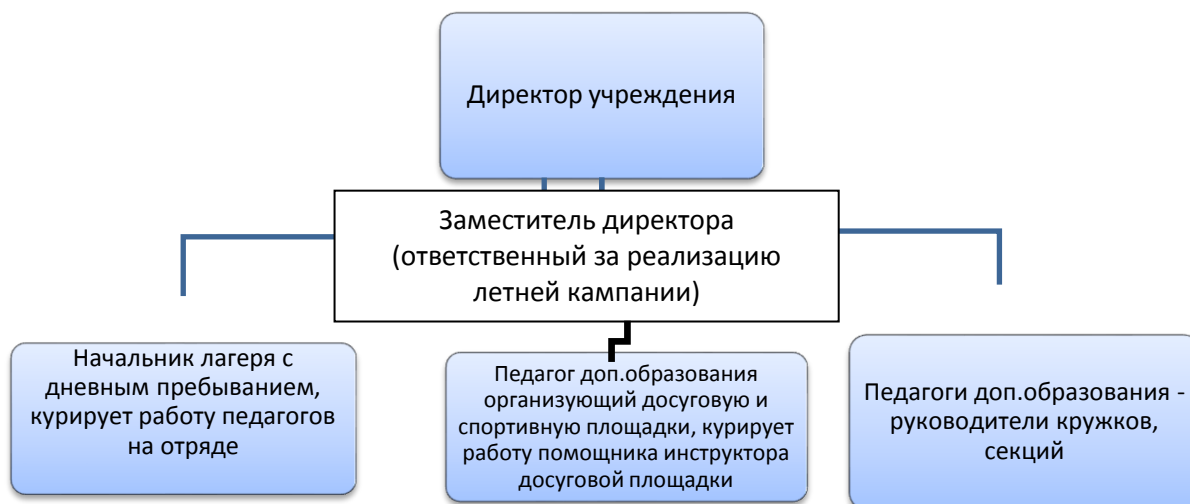 Директор учреждения
Заместитель директора
(ответственный за реализацию
летней кампании)
Начальник лагеря с
дневным пребыванием,
курирует работу педагогов
на отряде
Педагог доп.образования
организующий досуговую и
спортивную площадки, курирует
работу помощника инструктора
досуговой площадки
Педагоги доп.образования -
руководители кружков,
секций